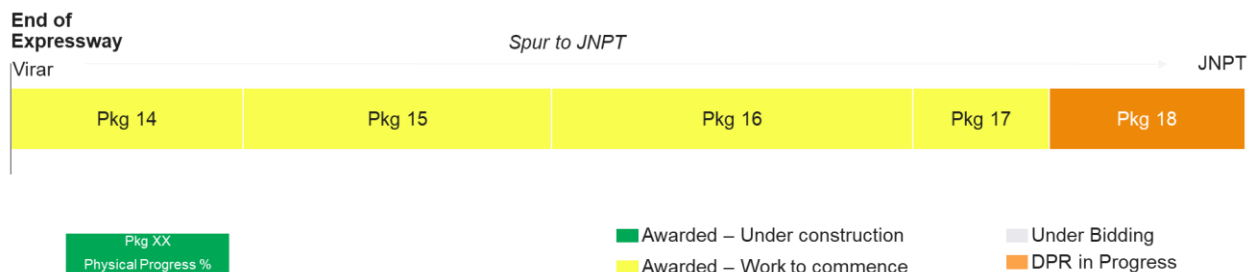 End of
Expressway
Spur to JNPT
Virar
JNPT
Pkg 14
Pkg 15
Pkg 16
Pkg 17
Pkg 18
Pkg XX
Physical Progress %
Awarded – Under construction
Awarded – Work to commence
Under Bidding
DPR in Progress